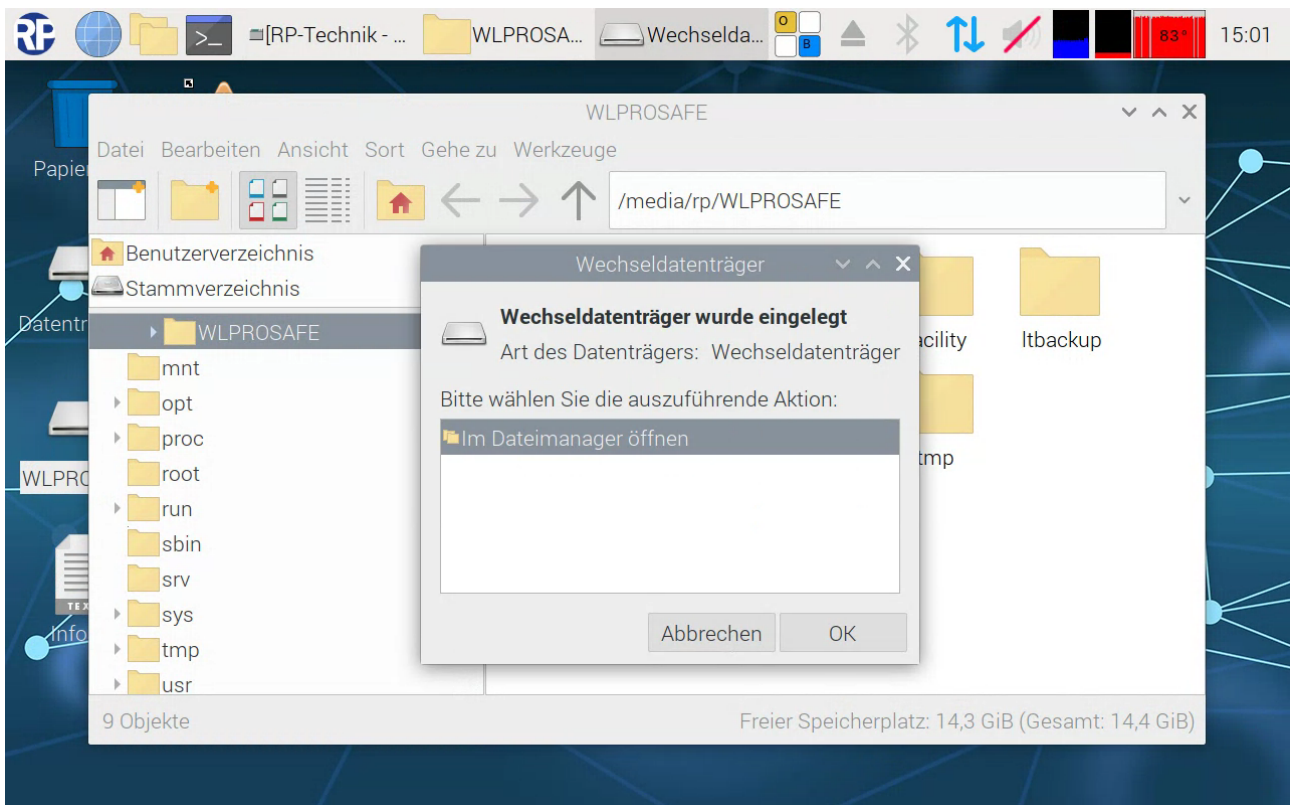 RP >_ [RP-Technik - ... WLPROSA... Wechselda... O B 83° 15:01
WLPROSAFE
Datei Bearbeiten Ansicht Sort Gehe zu Werkzeuge
Papie
/media/rp/WLPROSAFE
Benutzerverzeichnis
Stammverzeichnis
Datentr
WLPROSAFE
mnt
opt
proc
root
WLPRO
run
sbin
srv
TEX
sys
Info
tmp
usr
Wechseldatenträger
Wechseldatenträger wurde eingelegt
Art des Datenträgers: Wechseldatenträger
Bitte wählen Sie die auszuführende Aktion:
Im Dateimanager öffnen
Abbrechen OK
cility ltbackup
tmp
9 Objekte Freier Speicherplatz: 14,3 GiB (Gesamt: 14,4 GiB)